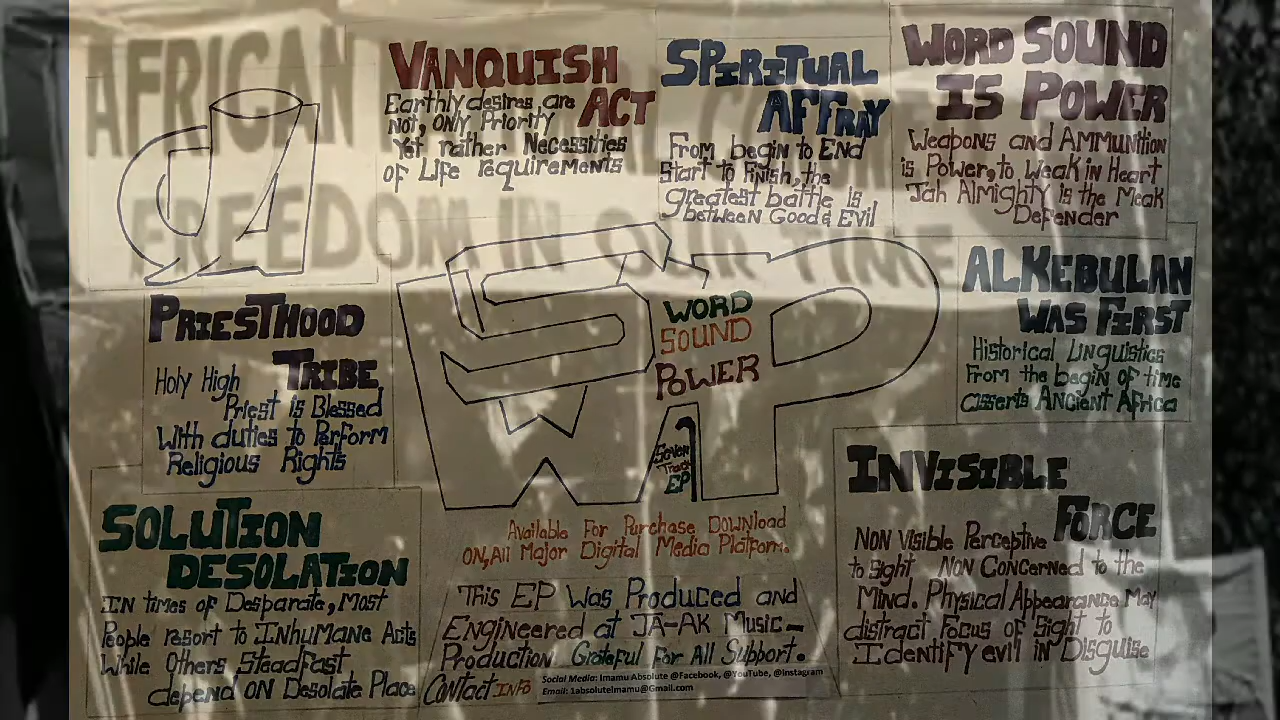 AFRICAN
FREEDOM IN OUR TIME
VANQUISH
ACT
Earthly desires are
Not, ONly Priority
Yet rather Necessities
of Life requirements
SPIRITUAL
AFFRAY
From begin to End
Start to Finish, the
greatest battle is
between Good & Evil
WORD SOUND
IS POWER
Weapons and AMMUNition
is Power, to Weak in Heart
Jah Almighty is the Meak
Defender
PRIESTHOOD
TRIBE
Holy High
Priest is Blessed
With duties to Perform
Religious Rights
WSP
WORD
SOUND
POWER
Seven
Track
EP
ALKEBULAN
WAS FIRST
Historical Linguistics
From the begin of time
asserts Ancient Africa
SOLUTION
DESOLATION
IN times of Desparate, Most
People resort to InhuMane Acts
While Others Steadfast
depend ON Desolate Place
INVISIBLE
FORCE
NON Visible Perceptive
to Sight NON Concerned to the
Mind. Physical Appearance May
distract Focus of Sight to
Identify evil in Disguise
Available For Purchase Download
ON, All Major Digital Media Platform.
This EP Was Produced and
Engineered at JA-AK Music-
Production Grateful For All Support.
Contact INFO
Social Media: Imamu Absolute @Facebook, @YouTube, @Instagram
Email: 1absoluteImamu@Gmail.com